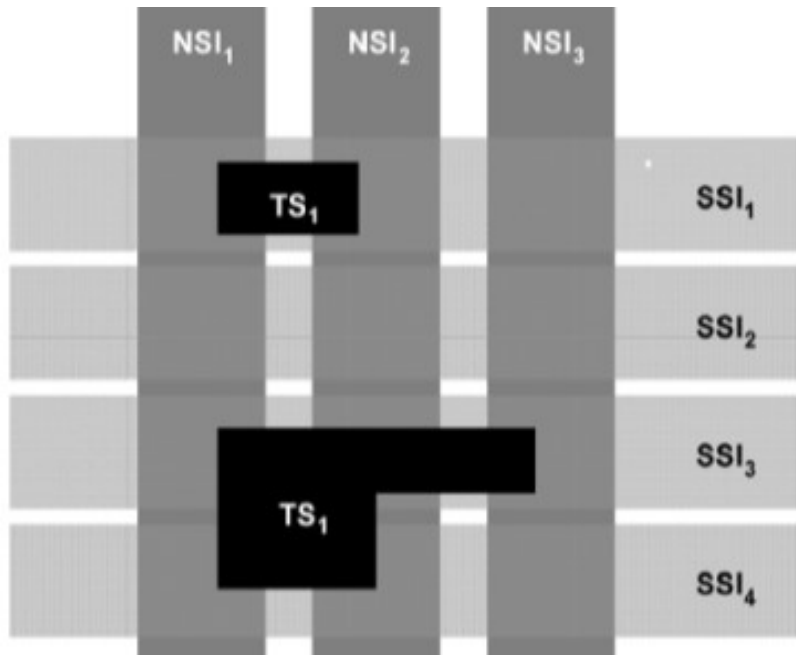 NSI₁ NSI₂ NSI₃
TS₁ SSI₁
SSI₂
SSI₃
TS₁
SSI₄